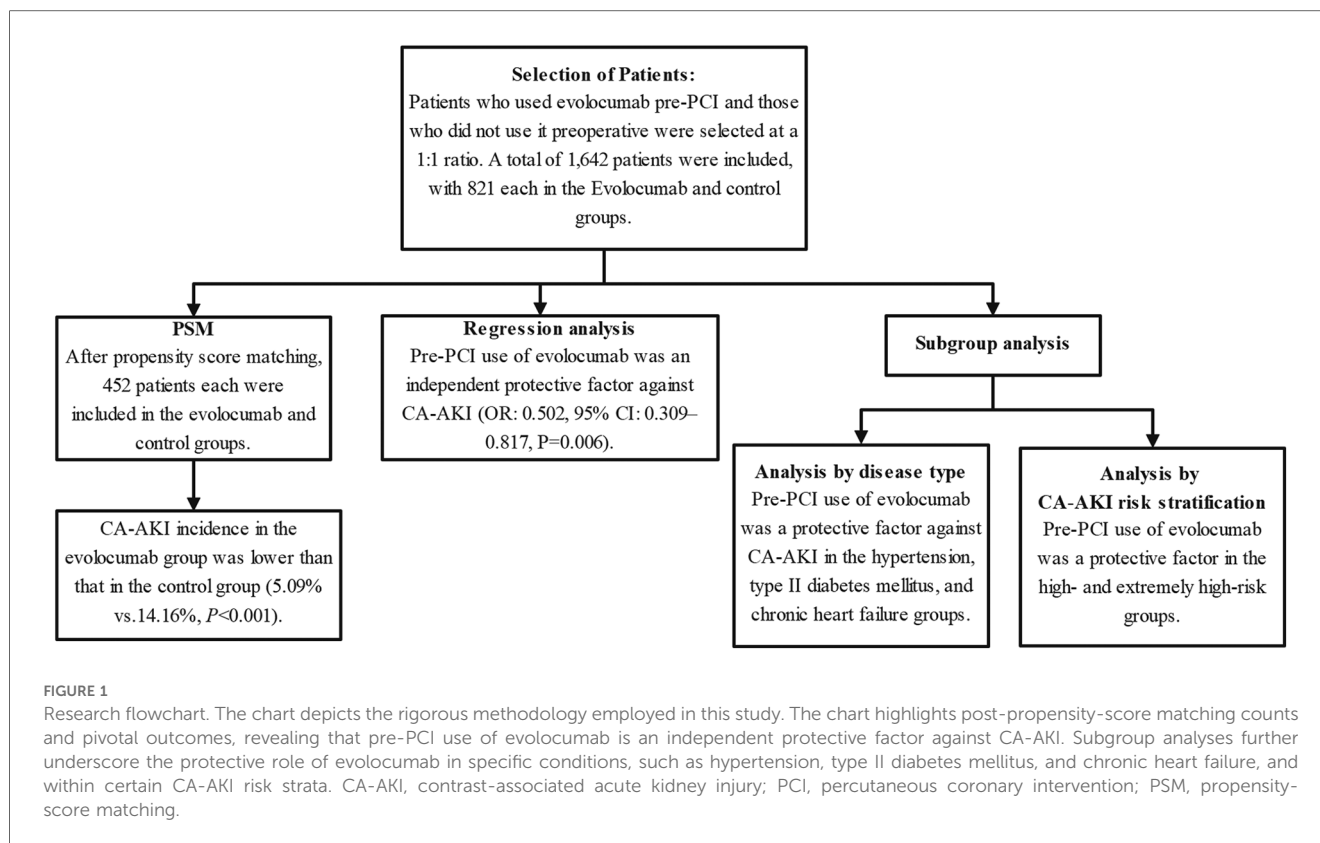 Selection of Patients:
Patients who used evolocumab pre-PCI and those
who did not use it preoperative were selected at a
1:1 ratio. A total of 1,642 patients were included,
with 821 each in the Evolocumab and control
groups.
PSM
After propensity score matching,
452 patients each were
included in the evolocumab and
control groups.
CA-AKI incidence in the
evolocumab group was lower than
that in the control group (5.09%
vs.14.16%, P<0.001).
Regression analysis
Pre-PCI use of evolocumab was an
independent protective factor against
CA-AKI (OR: 0.502, 95% CI: 0.309–
0.817, P=0.006).
Subgroup analysis
Analysis by disease type
Pre-PCI use of evolocumab
was a protective factor against
CA-AKI in the hypertension,
type II diabetes mellitus, and
chronic heart failure groups.
Analysis by
CA-AKI risk stratification
Pre-PCI use of evolocumab
was a protective factor in the
high- and extremely high-risk
groups.
FIGURE 1
Research flowchart. The chart depicts the rigorous methodology employed in this study. The chart highlights post-propensity-score matching counts
and pivotal outcomes, revealing that pre-PCI use of evolocumab is an independent protective factor against CA-AKI. Subgroup analyses further
underscore the protective role of evolocumab in specific conditions, such as hypertension, type II diabetes mellitus, and chronic heart failure, and
within certain CA-AKI risk strata. CA-AKI, contrast-associated acute kidney injury; PCI, percutaneous coronary intervention; PSM, propensity-
score matching.